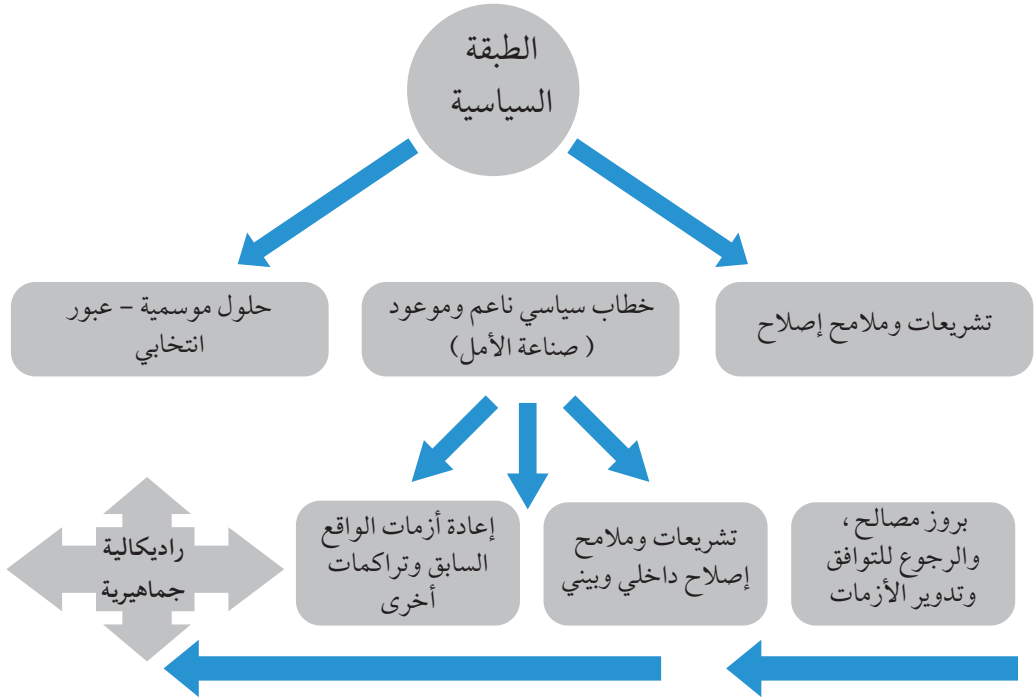 الطبقة
السياسية
تشريعات وملامح إصلاح
خطاب سياسي ناعم وموعود
( صناعة الأمل)
حلول موسمية – عبور
انتخابي
بروز مصالح ،
والرجوع للتوافق
وتدوير الأزمات
تشريعات وملامح
إصلاح داخلي وبيني
إعادة أزمات الواقع
السابق وتراكمات
أخرى
راديكالية
جماهيرية